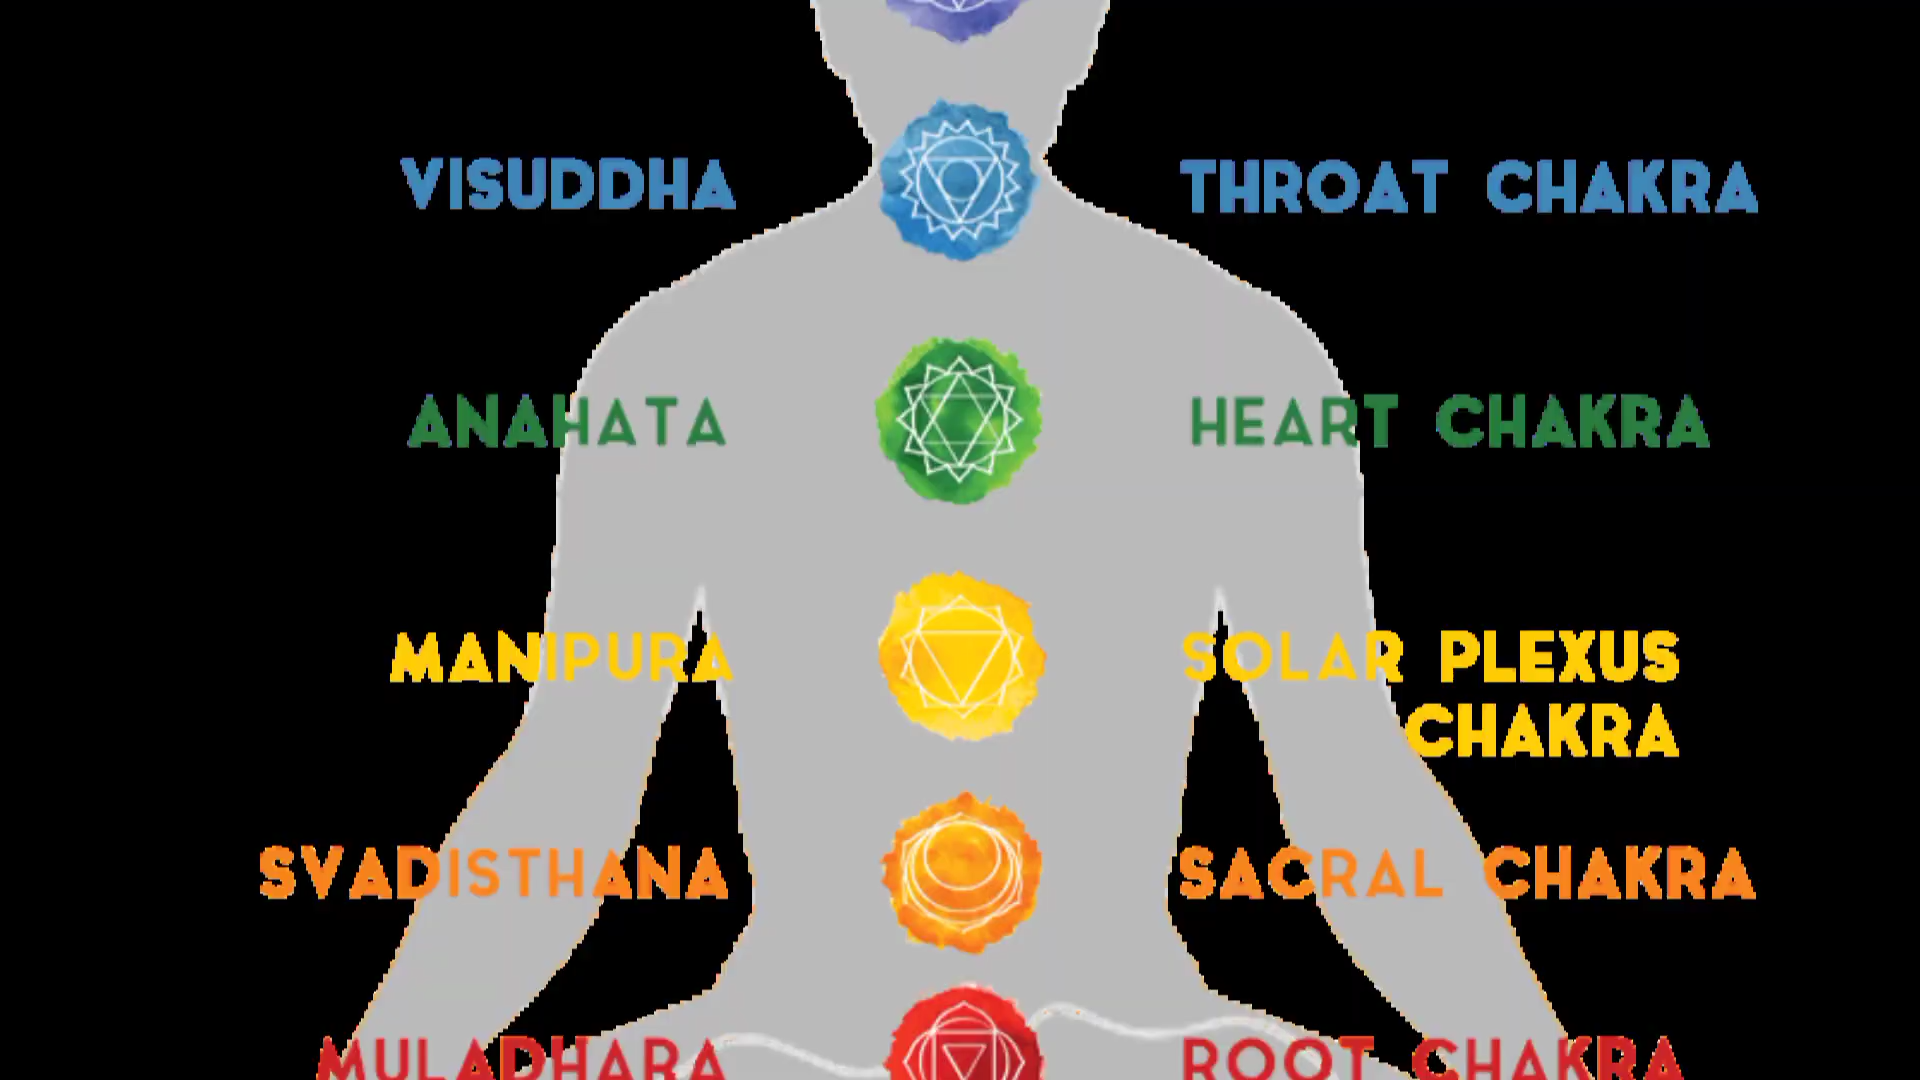 VISUDDHA THROAT CHAKRA
ANAHATA HEART CHAKRA
MANIPURA SOLAR PLEXUS
CHAKRA
SVADISTHANA SACRAL CHAKRA
MULADHARA ROOT CHAKRA